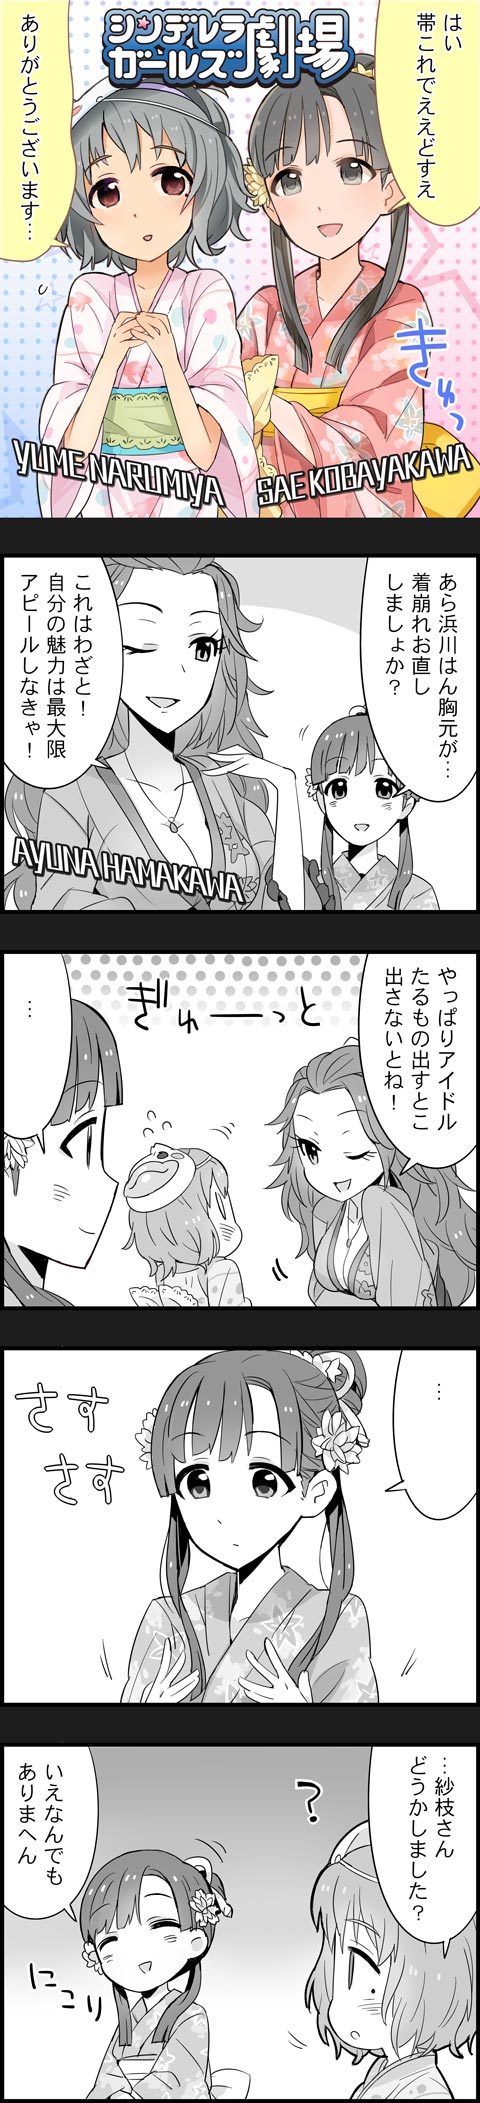 シンデレラ
ガールズ劇場
はい
帯これでええどすえ
ありがとうございます…
きゅっ
YUME NARUMIYA
SAE KOBAYAKAWA
あら浜川はん胸元が…
着崩れお直し
しましょか?
これはわざと!
自分の魅力は最大限
アピールしなきゃ!
AYUNA HAMAKAWA
やっぱりアイドル
たるもの出すとこ
出さないとね!
ぎゅーーっと
…
…
さす
さす
…紗枝さん
どうかしました?
?
いえなんでも
ありまへん
にこり